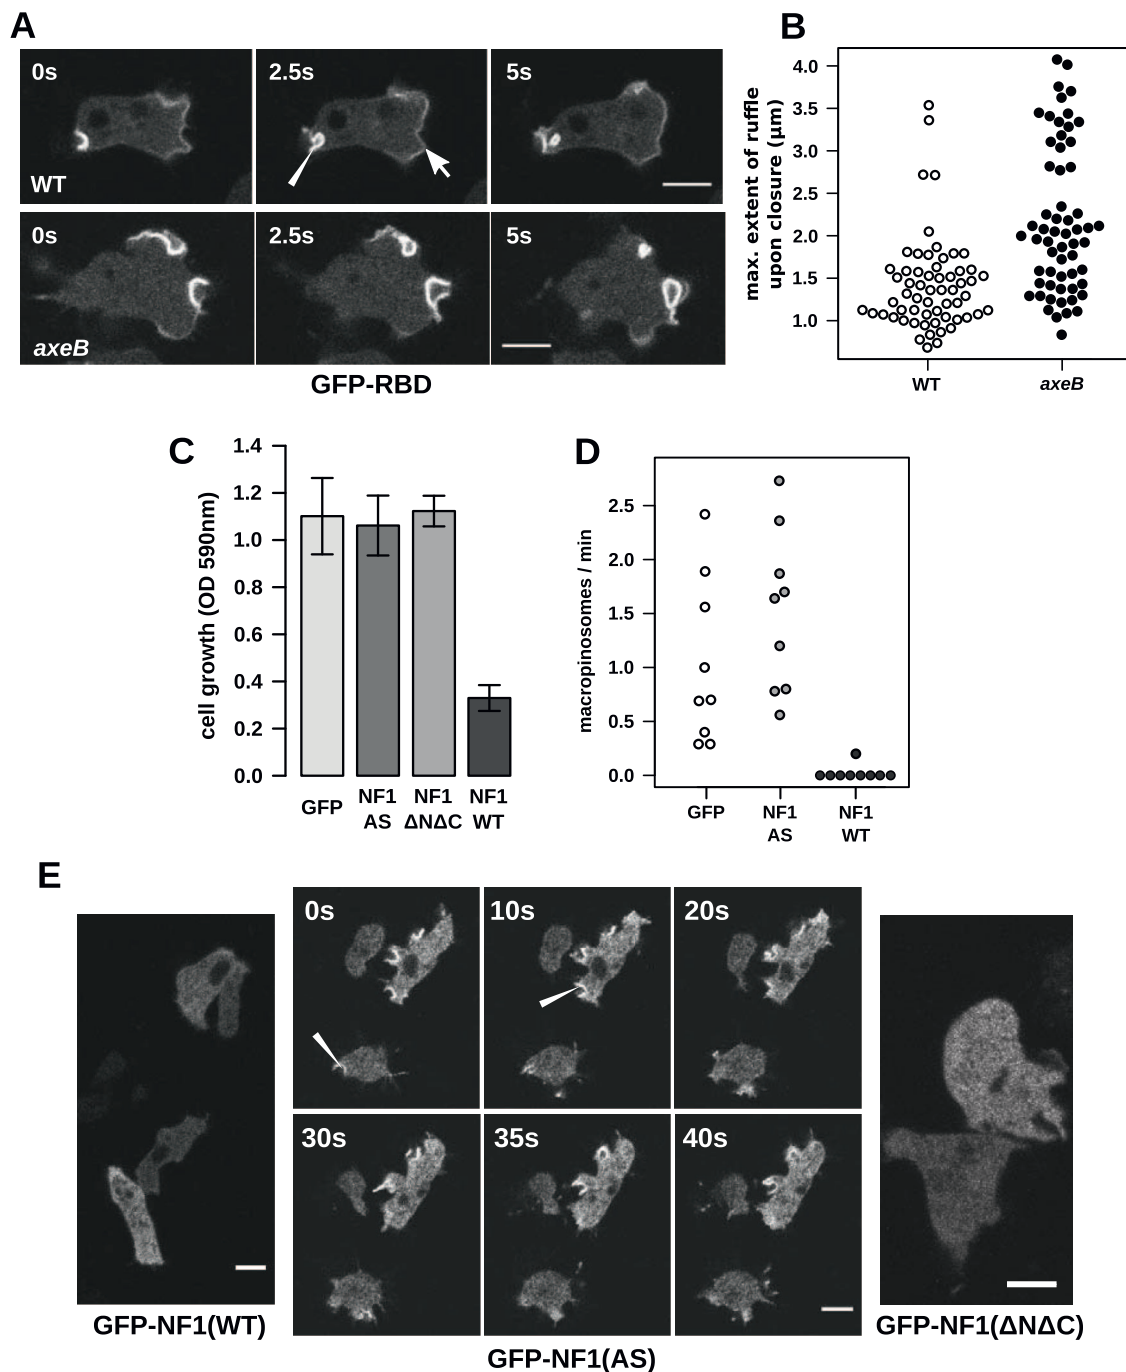 A
0s
2.5s
5s
WT
0s
2.5s
5s
axeB
GFP-RBD
B
max. extent of ruffle
upon closure (µm)
4.0
3.5
3.0
2.5
2.0
1.5
1.0
WT
axeB
C
cell growth (OD 590nm)
1.4
1.2
1.0
0.8
0.6
0.4
0.2
0.0
GFP
NF1
AS
NF1
ΔNΔC
NF1
WT
D
macropinosomes / min
2.5
2.0
1.5
1.0
0.5
0.0
GFP
NF1
AS
NF1
WT
E
0s
10s
20s
30s
35s
40s
GFP-NF1(WT)
GFP-NF1(AS)
GFP-NF1(ΔNΔC)